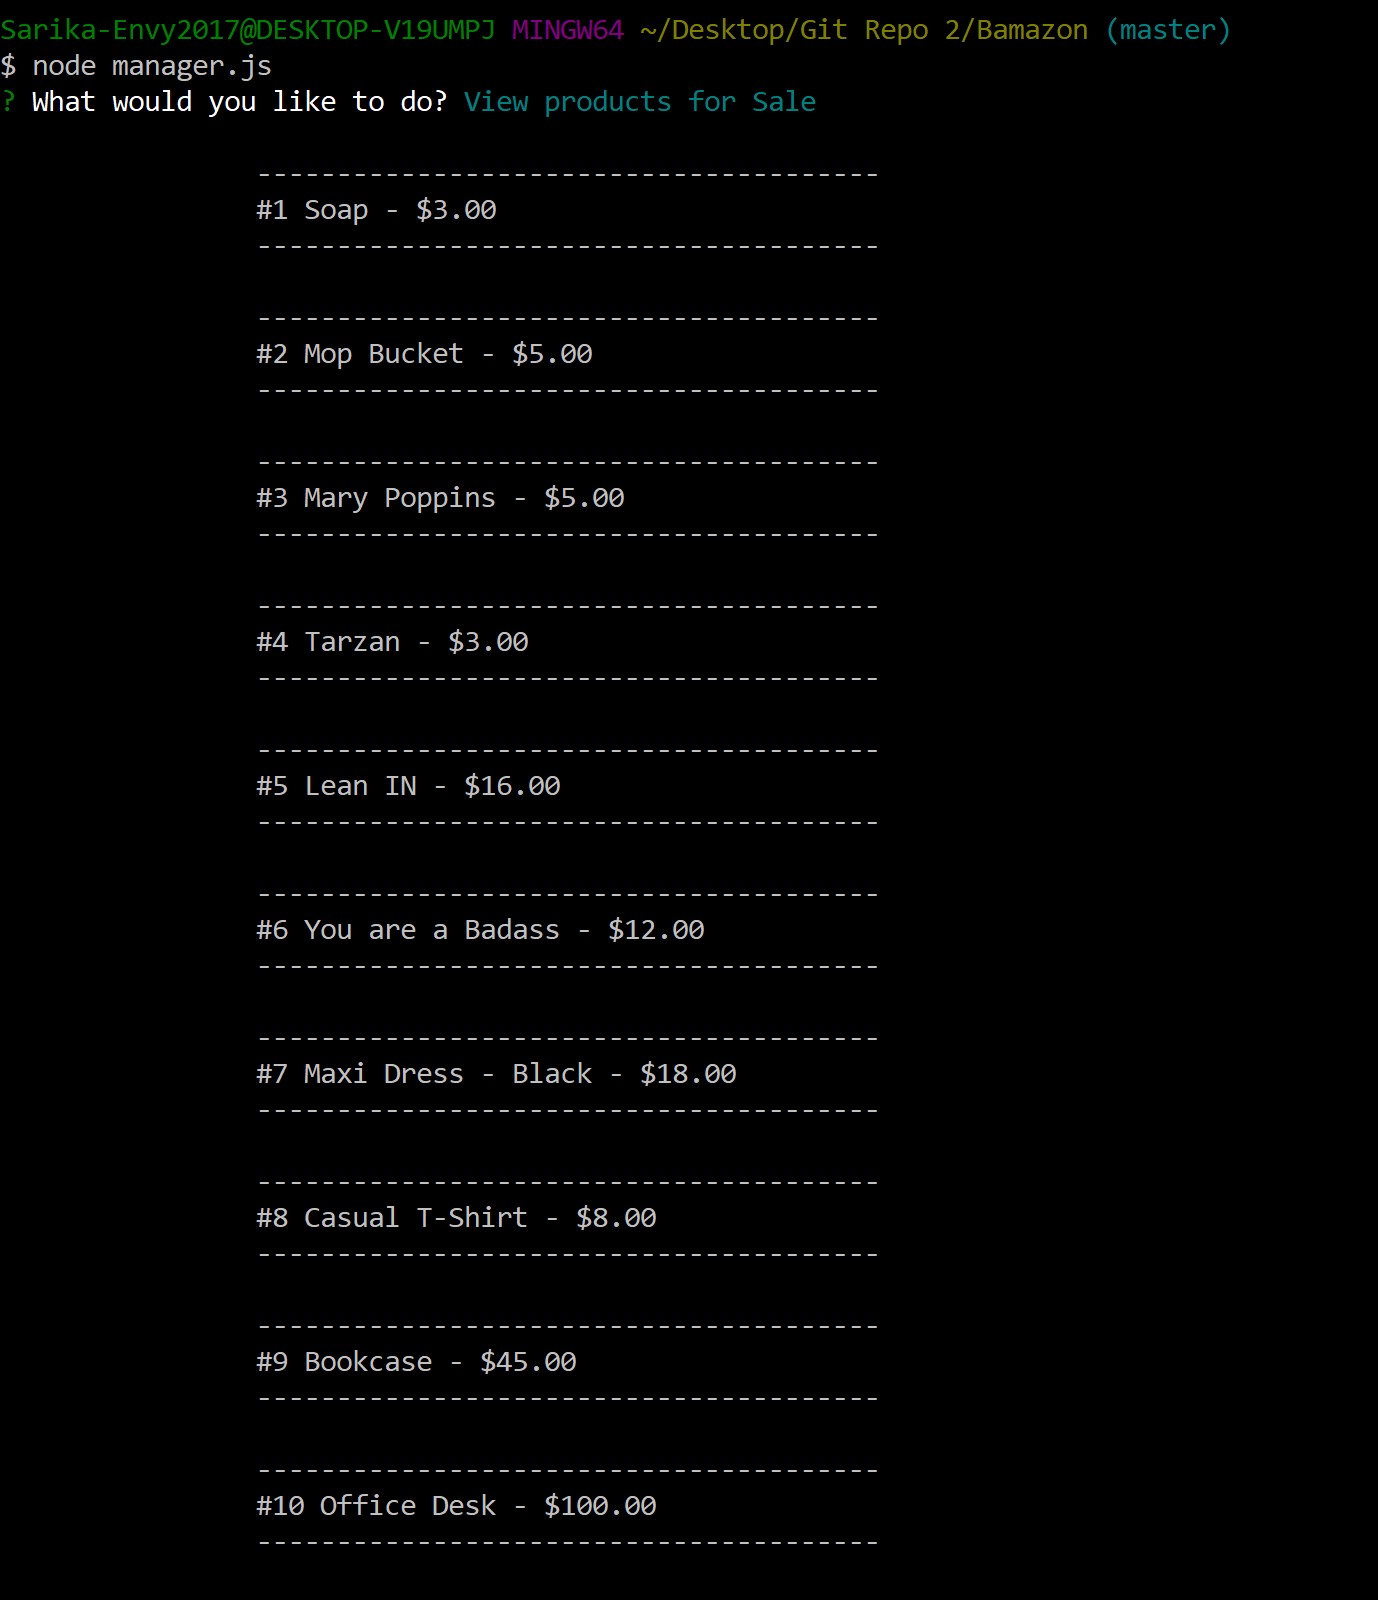 Sarika-Envy2017@DESKTOP-V19UMPJ MINGW64 ~/Desktop/Git Repo 2/Bamazon (master)
$ node manager.js
? What would you like to do? View products for Sale
---------------------------------------
#1 Soap - $3.00
---------------------------------------
---------------------------------------
#2 Mop Bucket - $5.00
---------------------------------------
---------------------------------------
#3 Mary Poppins - $5.00
---------------------------------------
---------------------------------------
#4 Tarzan - $3.00
---------------------------------------
---------------------------------------
#5 Lean IN - $16.00
---------------------------------------
---------------------------------------
#6 You are a Badass - $12.00
---------------------------------------
---------------------------------------
#7 Maxi Dress - Black - $18.00
---------------------------------------
---------------------------------------
#8 Casual T-Shirt - $8.00
---------------------------------------
---------------------------------------
#9 Bookcase - $45.00
---------------------------------------
---------------------------------------
#10 Office Desk - $100.00
---------------------------------------